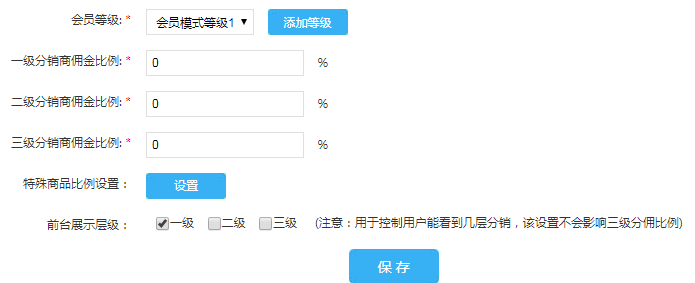 会员等级: * 会员模式等级1 添加等级
一级分销商佣金比例: * 0 %
二级分销商佣金比例: * 0 %
三级分销商佣金比例: * 0 %
特殊商品比例设置： 设置
前台展示层级： 一级 二级 三级 (注意：用于控制用户能看到几层分销，该设置不会影响三级分佣比例)
保 存